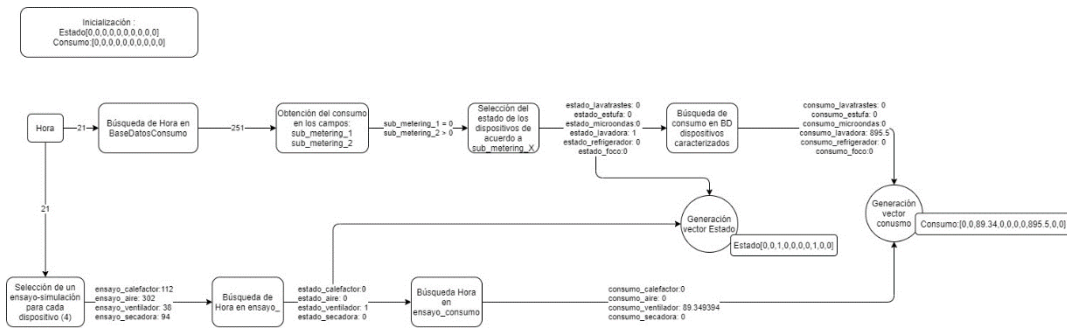 Inicialización :
Estado[0,0,0,0,0,0,0,0,0,0]
Consumo:[0,0,0,0,0,0,0,0,0,0]
Hora
21
Búsqueda de Hora en
BaseDatosConsumo
251
Obtención del consumo
en los campos:
sub_metering_1
sub_metering_2
sub_metering_1 = 0
sub_metering_2 > 0
Selección del
estado de los
dispositivos de
acuerdo a
sub_metering_X
estado_lavatrastes: 0
estado_estufa: 0
estado_microondas:0
estado_lavadora: 1
estado_refrigerador: 0
estado_foco:0
Búsqueda de
consumo en BD
dispositivos
caracterizados
consumo_lavatrastes: 0
consumo_estufa: 0
consumo_microondas:0
consumo_lavadora: 895.5
consumo_refrigerador: 0
consumo_foco:0
21
Generación
vector Estado
Estado[0,0,1,0,0,0,0,1,0,0]
Generación
vector
conusmo
Consumo:[0,0,89.34,0,0,0,0,895.5,0,0]
Selección de un
ensayo-simulación
para cada
dispositivo (4)
ensayo_calefactor:112
ensayo_aire: 302
ensayo_ventilador: 38
ensayo_secadora: 94
Búsqueda de
Hora en ensayo_
estado_calefactor:0
estado_aire: 0
estado_ventilador: 1
estado_secadora: 0
Búsqueda Hora
en
ensayo_consumo
consumo_calefactor:0
consumo_aire: 0
consumo_ventilador: 89.349394
consumo_secadora: 0